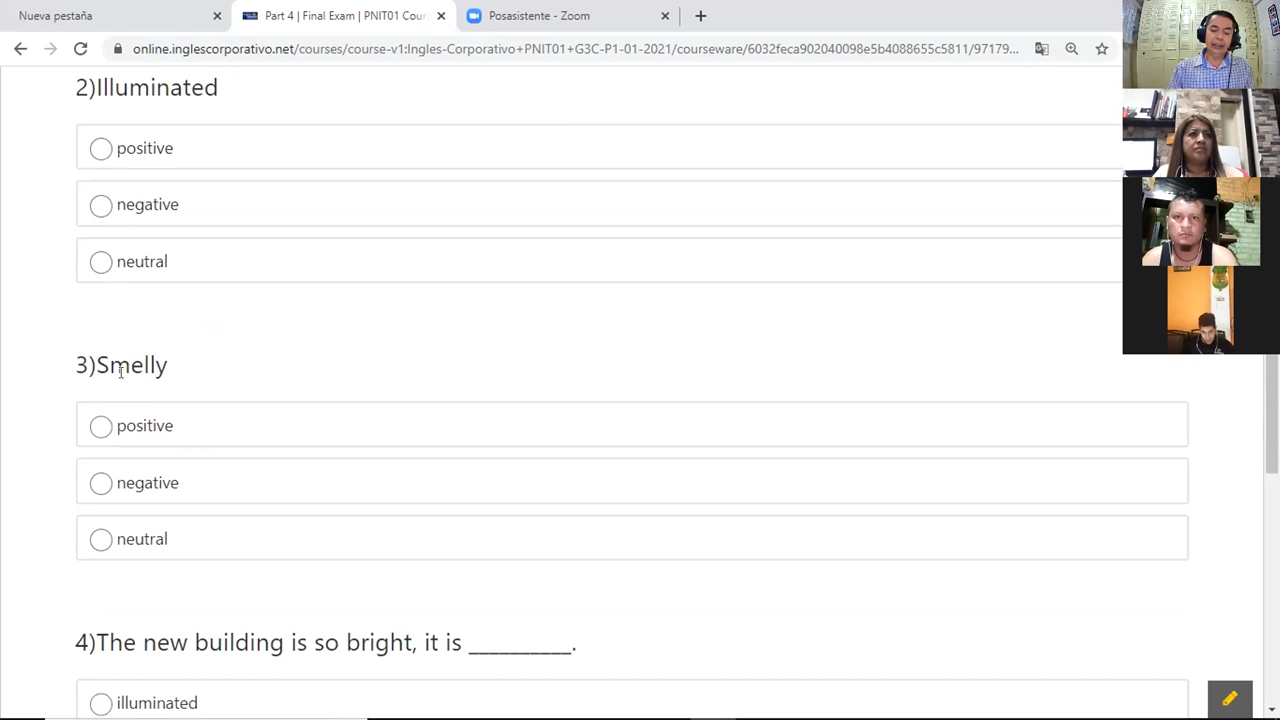 Nueva pestaña
Part 4 | Final Exam | PNIT01 Cour
Posasistente - Zoom
online.inglescorporativo.net/courses/course-v1:Ingles-Corporativo+PNIT01+G3C-P1-01-2021/courseware/6032feca902040098e5b4038655c5871/97179...
2)Illuminated
positive
negative
neutral
3)Smelly
positive
negative
neutral
4)The new building is so bright, it is __________.
illuminated